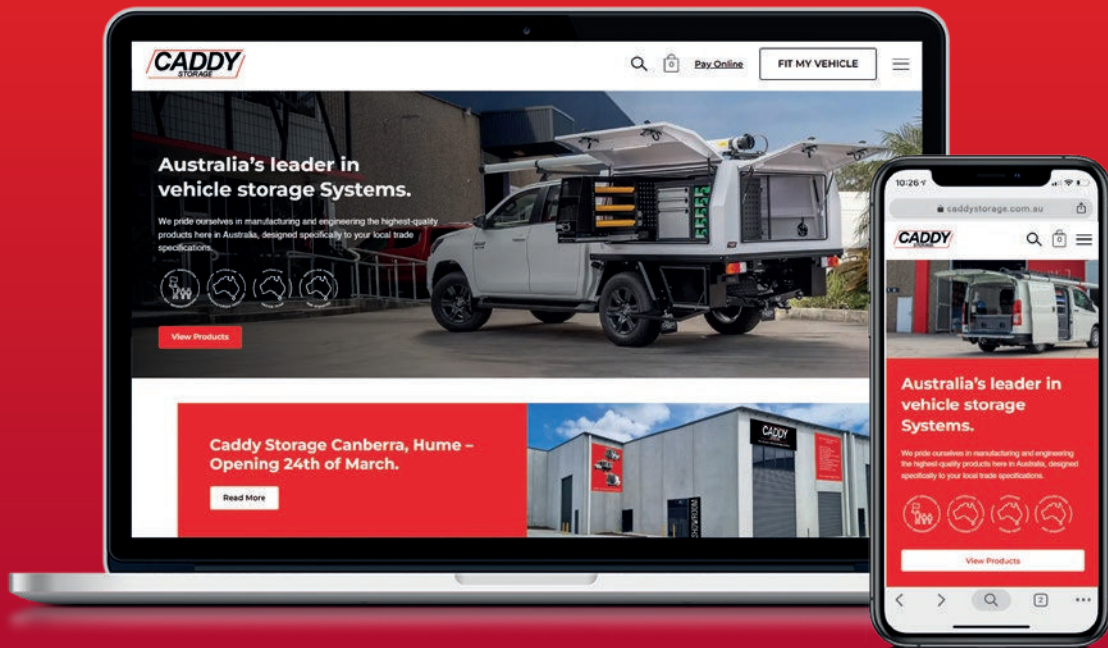 CADDY
STORAGE
0
Pay Online
FIT MY VEHICLE
Australia's leader in
vehicle storage Systems.
We pride ourselves in manufacturing and engineering the highest-quality
products here in Australia, designed specifically to your local trade
specifications.
View Products
Caddy Storage Canberra, Hume –
Opening 24th of March.
Read More
CADDY
SHOWROOM
10:26
caddystorage.com.au
CADDY
STORAGE
0
Australia's leader in
vehicle storage
Systems.
We pride ourselves in manufacturing and engineering
the highest quality products here in Australia, designed
specifically to your local trade specifications.
View Products
2